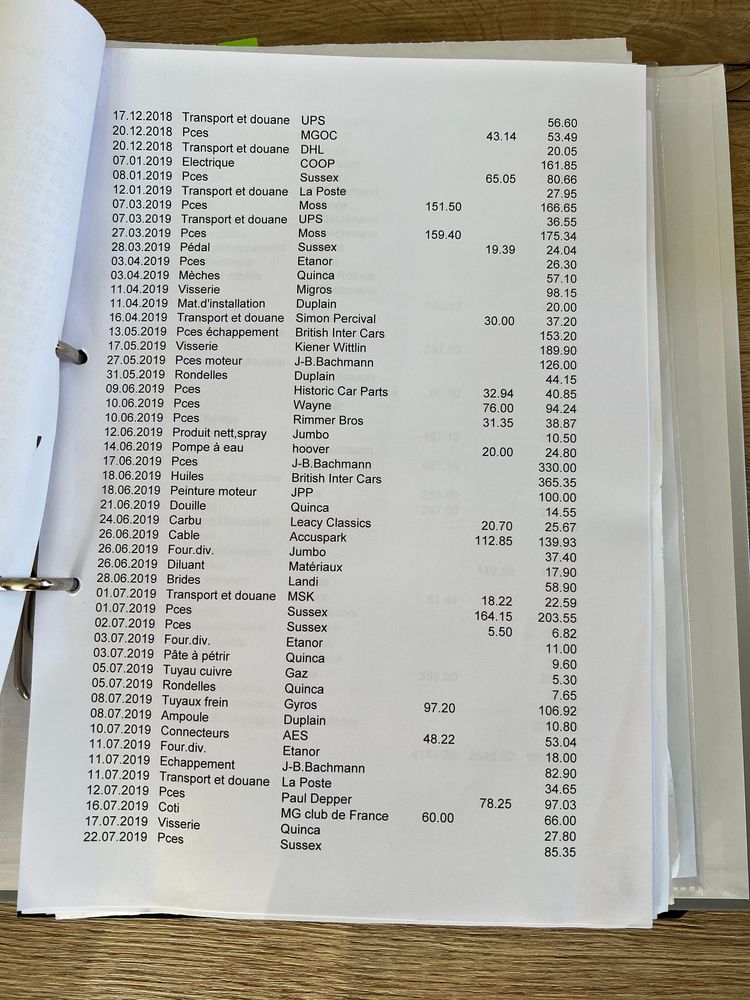 17.12.2018 Transport et douane UPS 56.60
20.12.2018 Pces MGOC 43.14 53.49
20.12.2018 Transport et douane DHL 20.05
07.01.2019 Electrique COOP 161.85
08.01.2019 Pces Sussex 65.05 80.66
12.01.2019 Transport et douane La Poste 27.95
07.03.2019 Pces Moss 151.50 166.65
07.03.2019 Transport et douane UPS 36.55
27.03.2019 Pces Moss 159.40 175.34
28.03.2019 Pédal Sussex 19.39 24.04
03.04.2019 Pces Etanor 26.30
03.04.2019 Mèches Quinca 57.10
11.04.2019 Visserie Migros 98.15
11.04.2019 Mat.d'installation Duplain 20.00
16.04.2019 Transport et douane Simon Percival 30.00 37.20
13.05.2019 Pces échappement British Inter Cars 153.20
17.05.2019 Visserie Kiener Wittlin 189.90
27.05.2019 Pces moteur J-B.Bachmann 126.00
31.05.2019 Rondelles Duplain 44.15
09.06.2019 Pces Historic Car Parts 32.94 40.85
10.06.2019 Pces Wayne 76.00 94.24
10.06.2019 Pces Rimmer Bros 31.35 38.87
12.06.2019 Produit nett,spray Jumbo 10.50
14.06.2019 Pompe à eau hoover 20.00 24.80
17.06.2019 Pces J-B.Bachmann 330.00
18.06.2019 Huiles British Inter Cars 365.35
18.06.2019 Peinture moteur JPP 100.00
21.06.2019 Douille Quinca 14.55
24.06.2019 Carbu Leacy Classics 20.70 25.67
26.06.2019 Cable Accuspark 112.85 139.93
26.06.2019 Four.div. Jumbo 37.40
26.06.2019 Diluant Matériaux 17.90
28.06.2019 Brides Landi 58.90
01.07.2019 Transport et douane MSK 18.22 22.59
01.07.2019 Pces Sussex 164.15 203.55
02.07.2019 Pces Sussex 5.50 6.82
03.07.2019 Four.div. Etanor 11.00
03.07.2019 Pâte à pétrir Quinca 9.60
05.07.2019 Tuyau cuivre Gaz 5.30
05.07.2019 Rondelles Quinca 7.65
08.07.2019 Tuyaux frein Gyros 97.20 106.92
08.07.2019 Ampoule Duplain 10.80
10.07.2019 Connecteurs AES 48.22 53.04
11.07.2019 Four.div. Etanor 18.00
11.07.2019 Echappement J-B.Bachmann 82.90
11.07.2019 Transport et douane La Poste 34.65
12.07.2019 Pces Paul Depper 78.25 97.03
16.07.2019 Coti MG club de France 60.00 66.00
17.07.2019 Visserie Quinca 27.80
22.07.2019 Pces Sussex 85.35